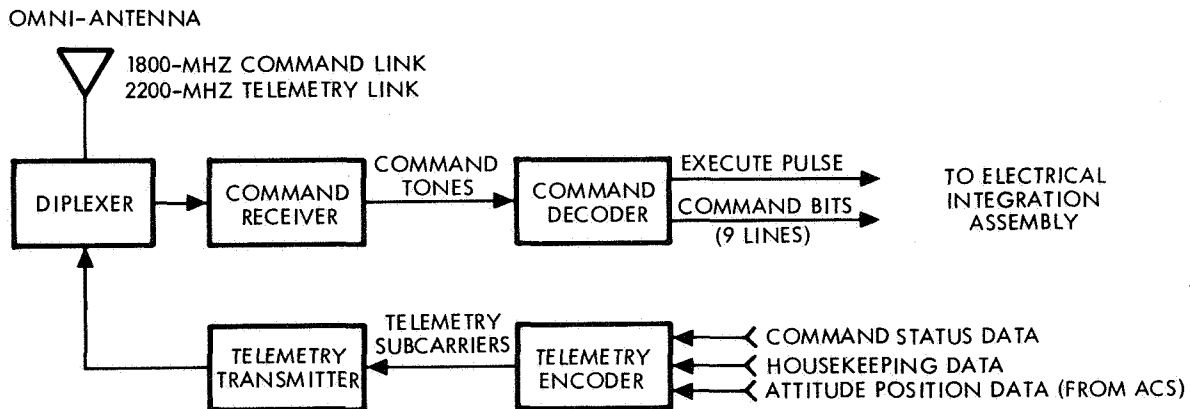 OMNI-ANTENNA
1800-MHZ COMMAND LINK
2200-MHZ TELEMETRY LINK
DIPLEXER
COMMAND
RECEIVER
COMMAND
TONES
COMMAND
DECODER
EXECUTE PULSE
COMMAND BITS
(9 LINES)
TO ELECTRICAL
INTEGRATION
ASSEMBLY
TELEMETRY
TRANSMITTER
TELEMETRY
SUBCARRIERS
TELEMETRY
ENCODER
COMMAND STATUS DATA
HOUSEKEEPING DATA
ATTITUDE POSITION DATA (FROM ACS)